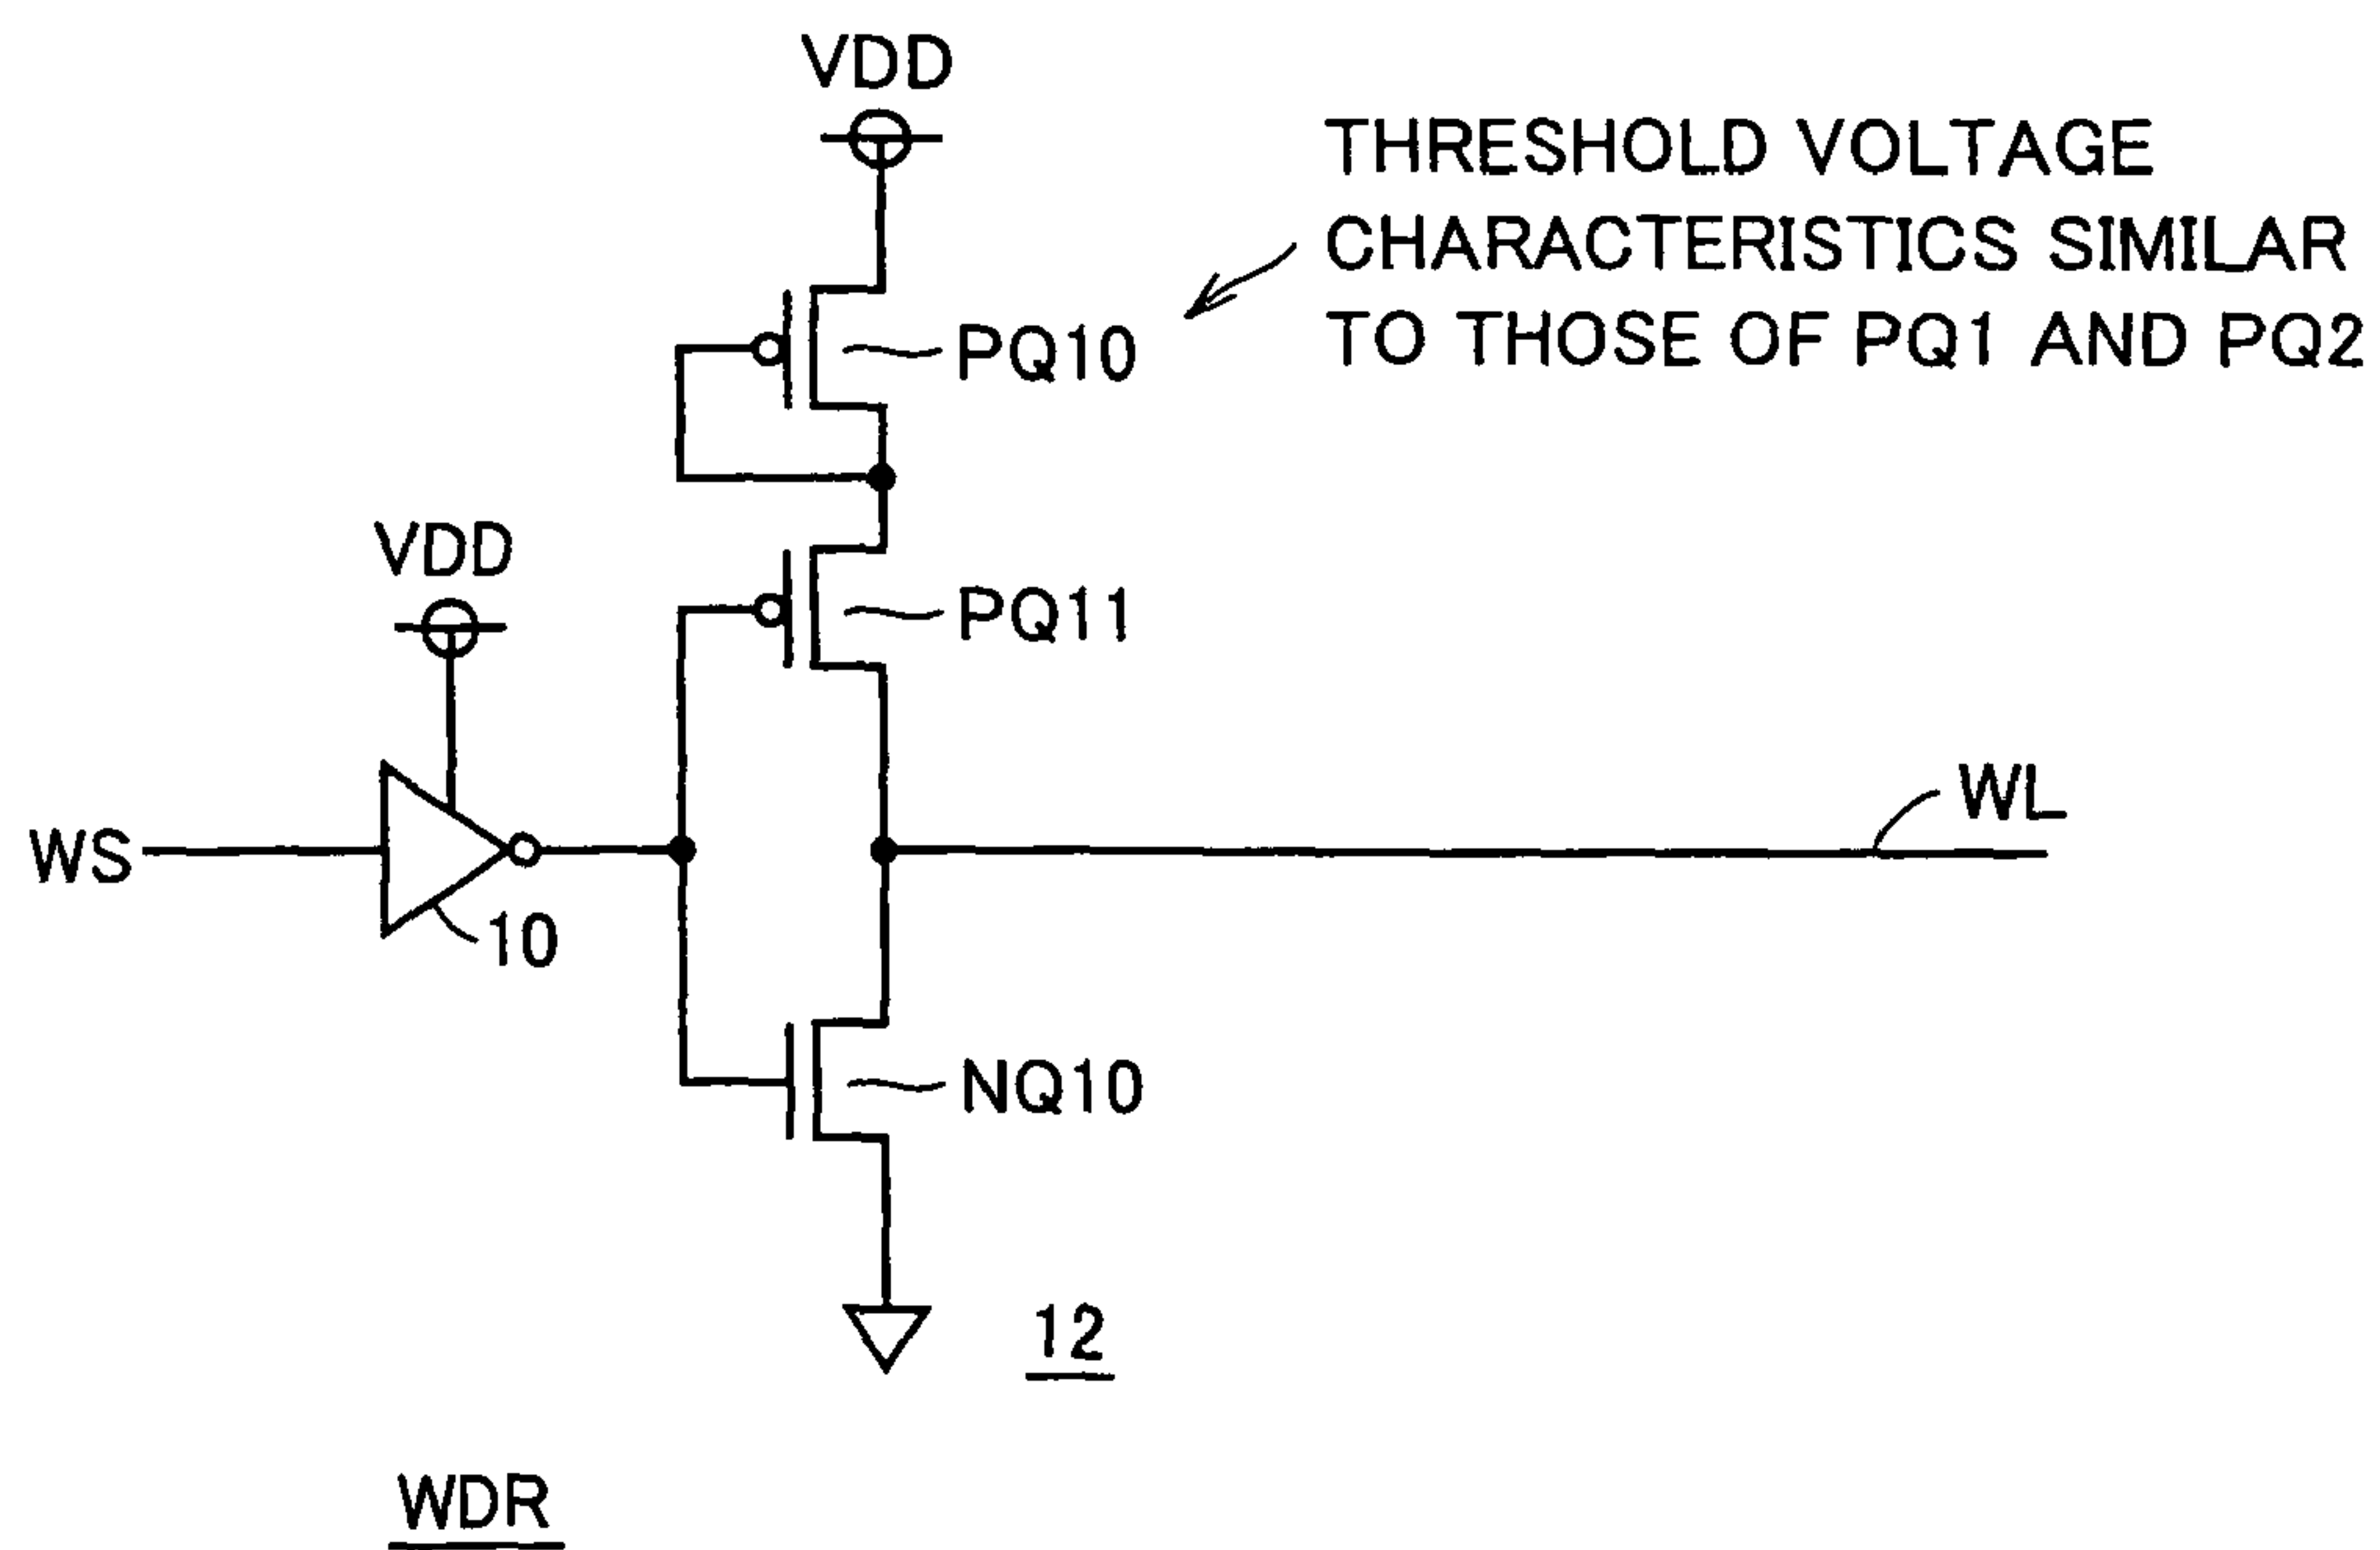 VDD
THRESHOLD VOLTAGE
CHARACTERISTICS SIMILAR
TO THOSE OF PQ1 AND PQ2
PQ10
VDD
PQ11
WL
WS
10
NQ10
12
WDR